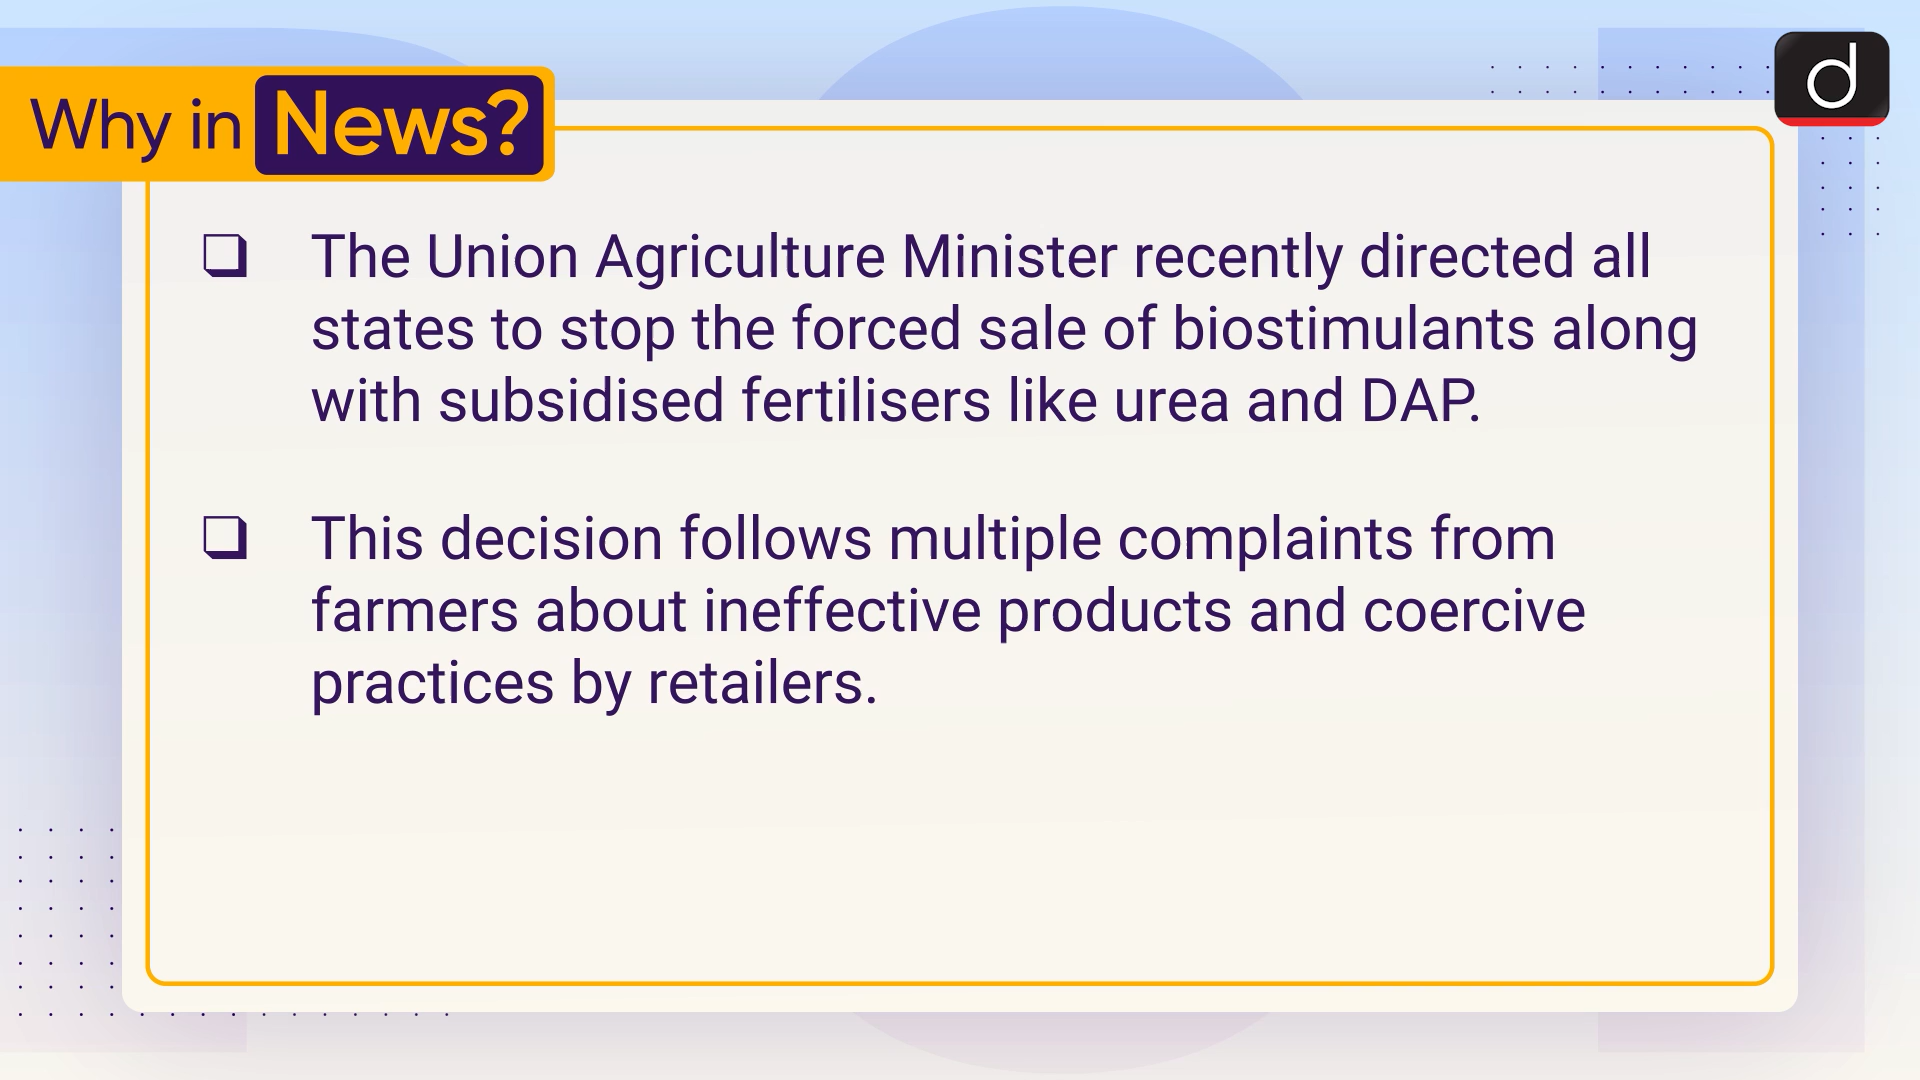 Why in News?
d
❑ The Union Agriculture Minister recently directed all
states to stop the forced sale of biostimulants along
with subsidised fertilisers like urea and DAP.
❑ This decision follows multiple complaints from
farmers about ineffective products and coercive
practices by retailers.